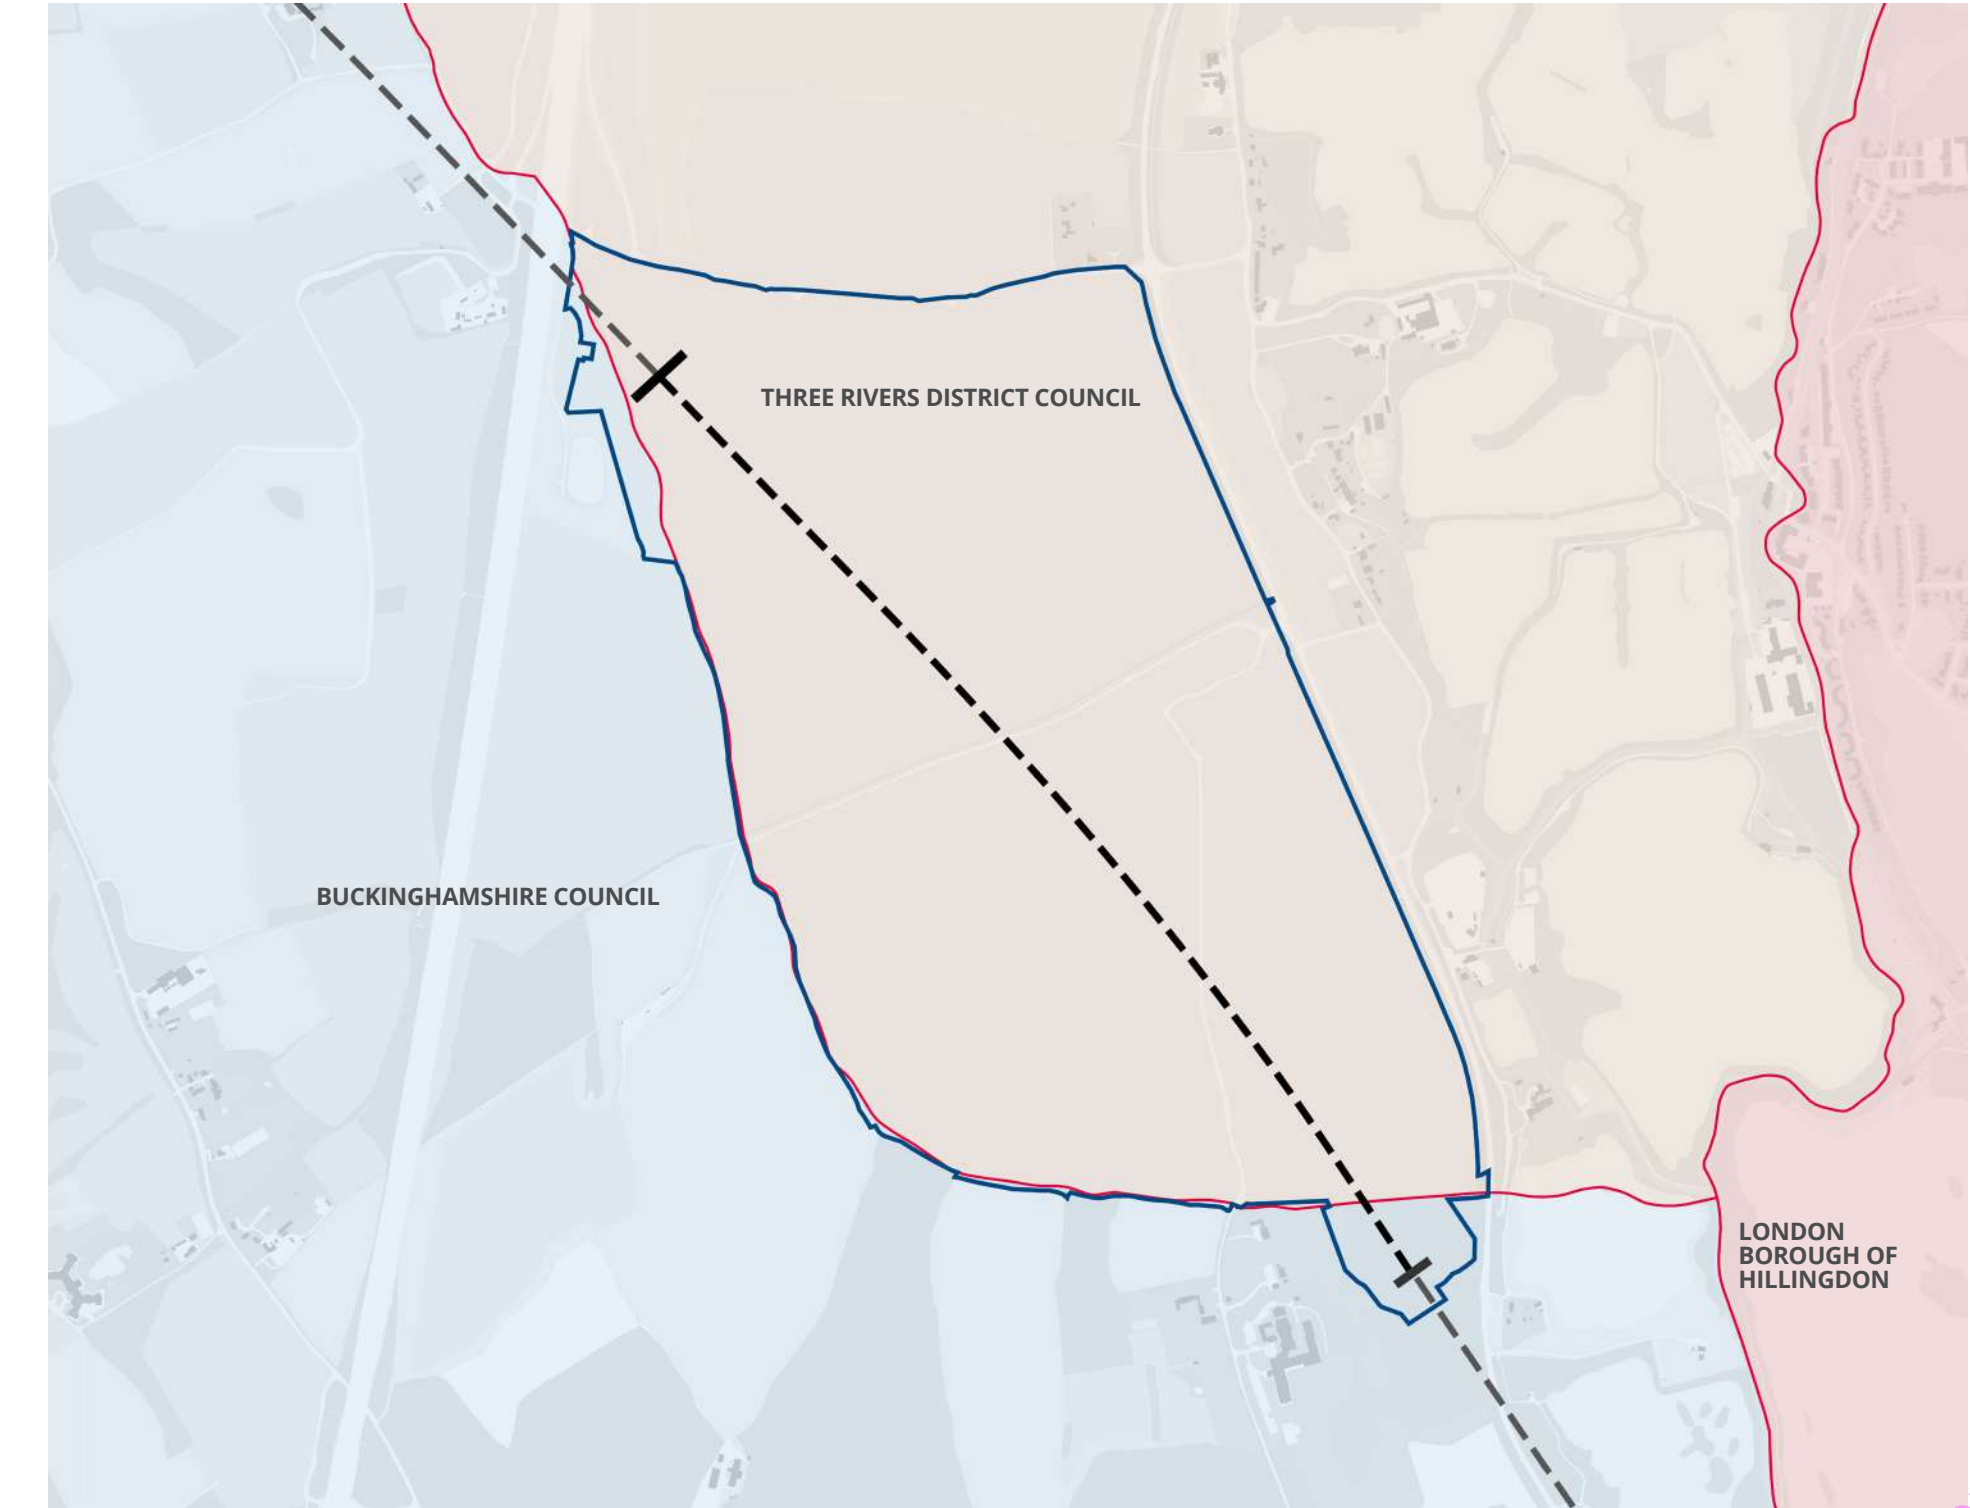 THREE RIVERS DISTRICT COUNCIL
BUCKINGHAMSHIRE COUNCIL
LONDON
BOROUGH OF
HILLINGDON